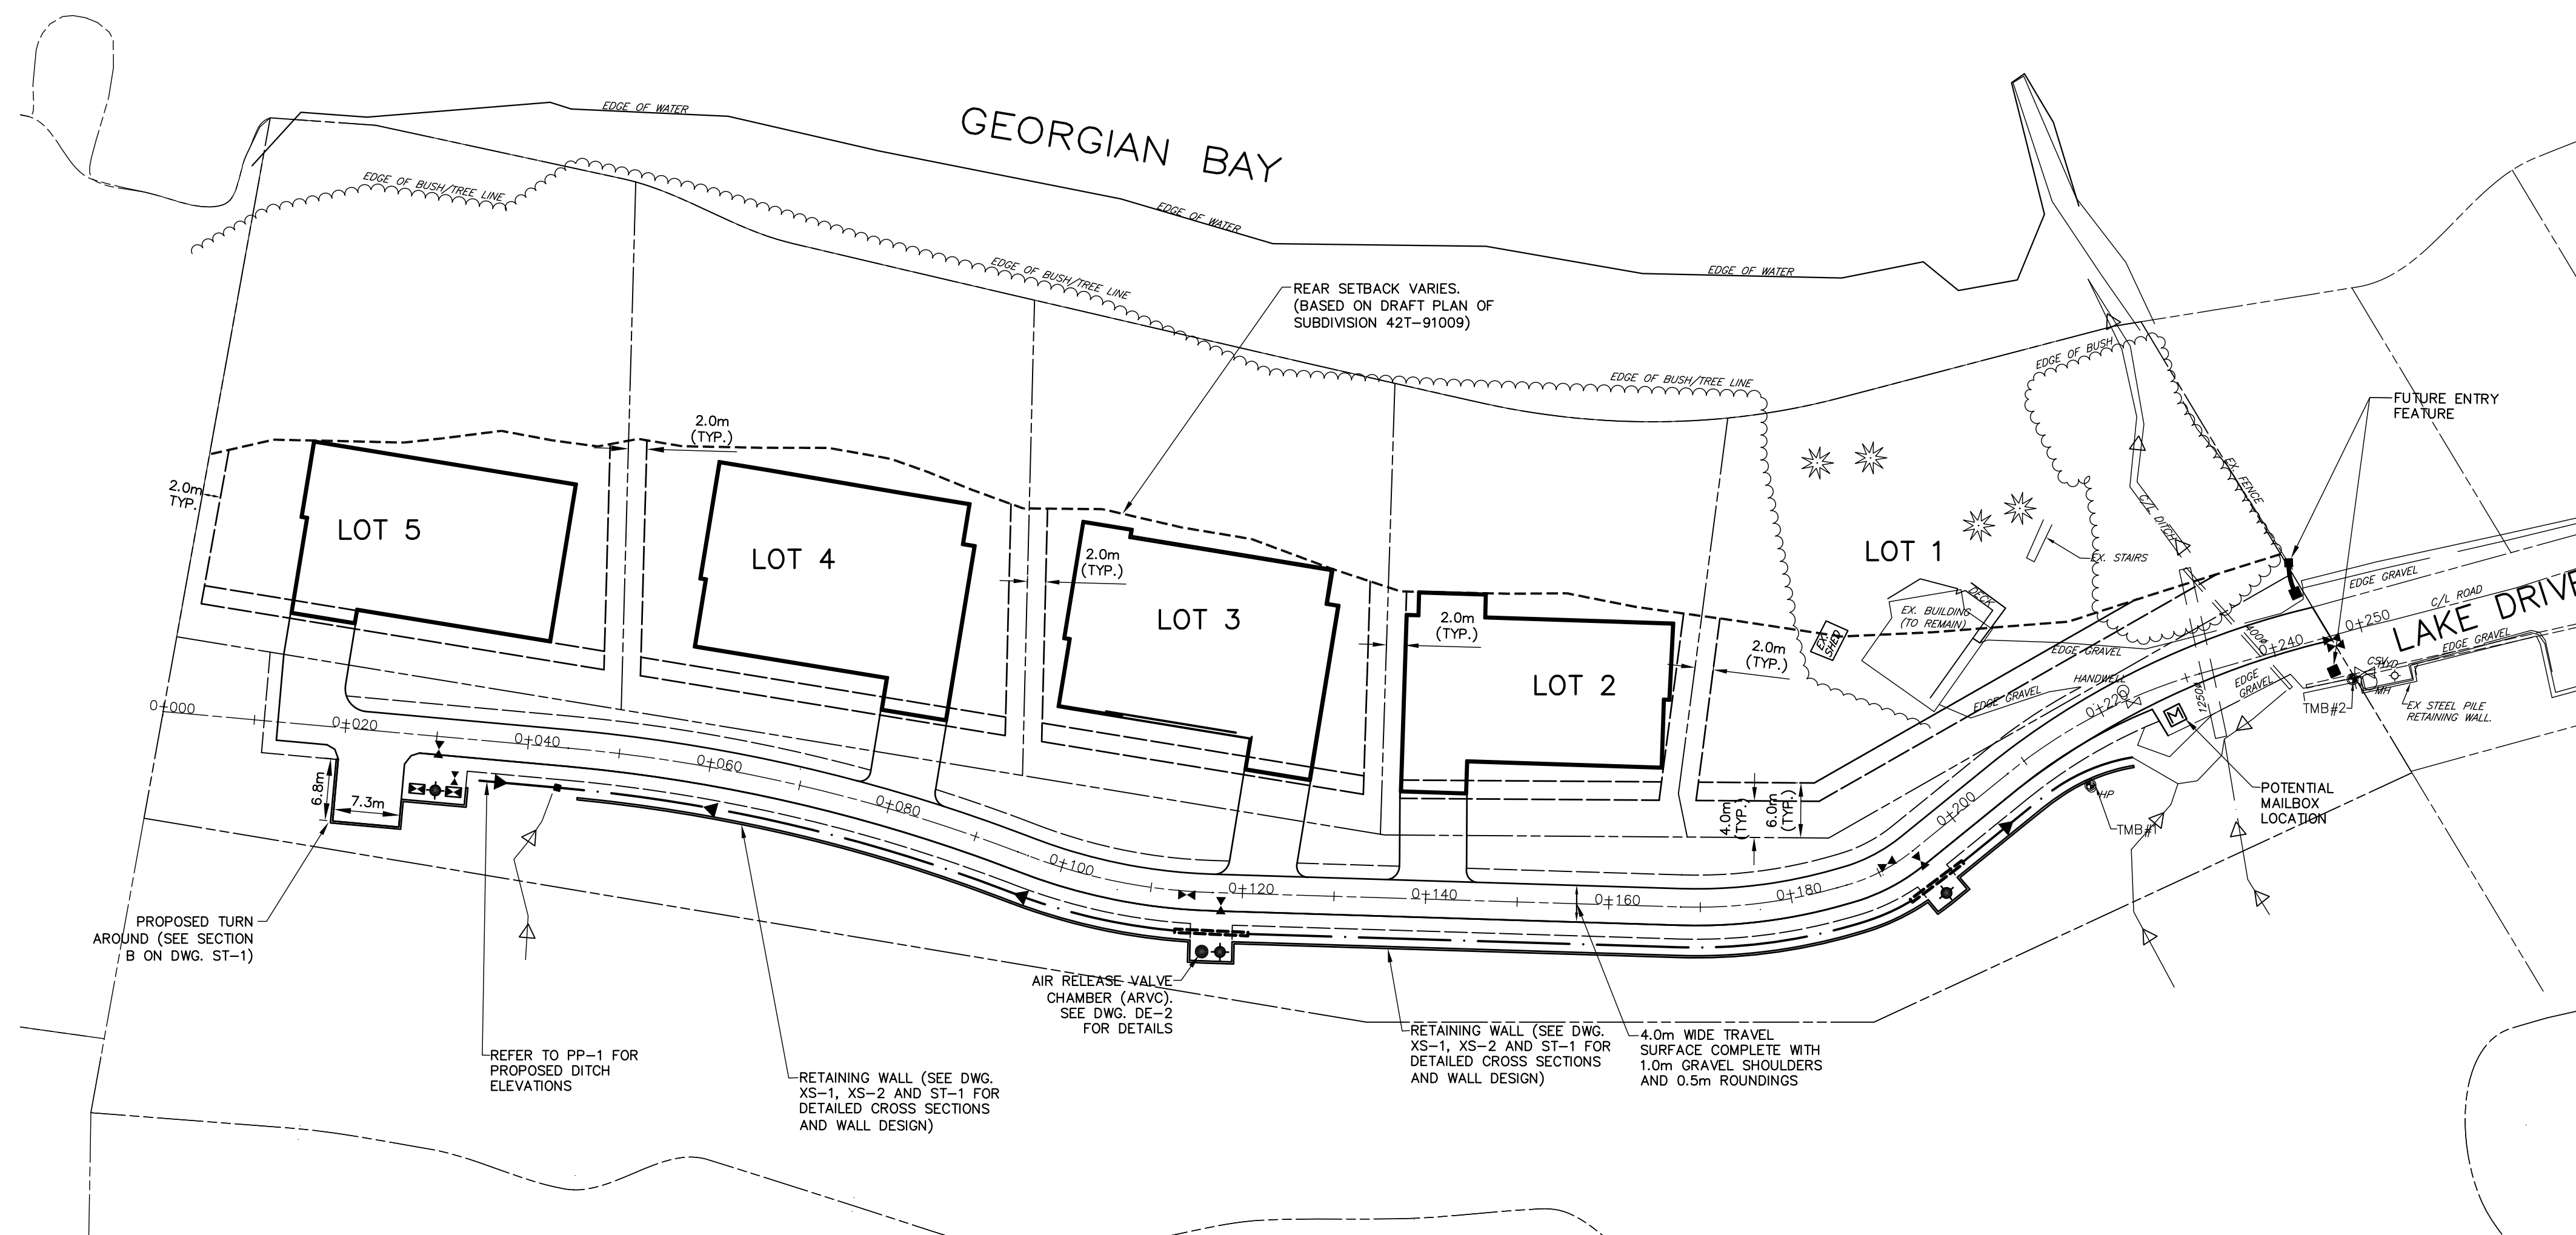 EDGE OF WATER
GEORGIAN BAY
EDGE OF BUSH/TREE LINE
EDGE OF WATER
EDGE OF BUSH/TREE LINE
EDGE OF WATER
REAR SETBACK VARIES.
(BASED ON DRAFT PLAN OF
SUBDIVISION 42T-91009)
EDGE OF BUSH/TREE LINE
EDGE OF BUSH
FUTURE ENTRY
FEATURE
2.0m
(TYP.)
2.0m
TYP.
EX. FENCE
C/L DITCH
LOT 5
LOT 4
2.0m
(TYP.)
LOT 3
2.0m
(TYP.)
LOT 2
2.0m
(TYP.)
LOT 1
EX. STAIRS
DECK
EX. BUILDING
(TO REMAIN)
EX.
SHED
EDGE GRAVEL
EDGE GRAVEL
HANDWELL
EDGE GRAVEL
C/L ROAD
LAKE DRIVE
EDGE GRAVEL
EDGE
GRAVEL
400ø
1250ø
CSV
HYD
MH
TMB#2
EX STEEL PILE
RETAINING WALL.
M
POTENTIAL
MAILBOX
LOCATION
HP
TMB#1
0+000
0+020
0+040
0+060
0+080
0+100
0+120
0+140
0+160
0+180
0+200
0+220
0+240
0+250
6.8m
7.3m
4.0m
(TYP.)
6.0m
(TYP.)
PROPOSED TURN
AROUND (SEE SECTION
B ON DWG. ST-1)
REFER TO PP-1 FOR
PROPOSED DITCH
ELEVATIONS
RETAINING WALL (SEE DWG.
XS-1, XS-2 AND ST-1 FOR
DETAILED CROSS SECTIONS
AND WALL DESIGN)
AIR RELEASE VALVE
CHAMBER (ARVC).
SEE DWG. DE-2
FOR DETAILS
RETAINING WALL (SEE DWG.
XS-1, XS-2 AND ST-1 FOR
DETAILED CROSS SECTIONS
AND WALL DESIGN)
4.0m WIDE TRAVEL
SURFACE COMPLETE WITH
1.0m GRAVEL SHOULDERS
AND 0.5m ROUNDINGS